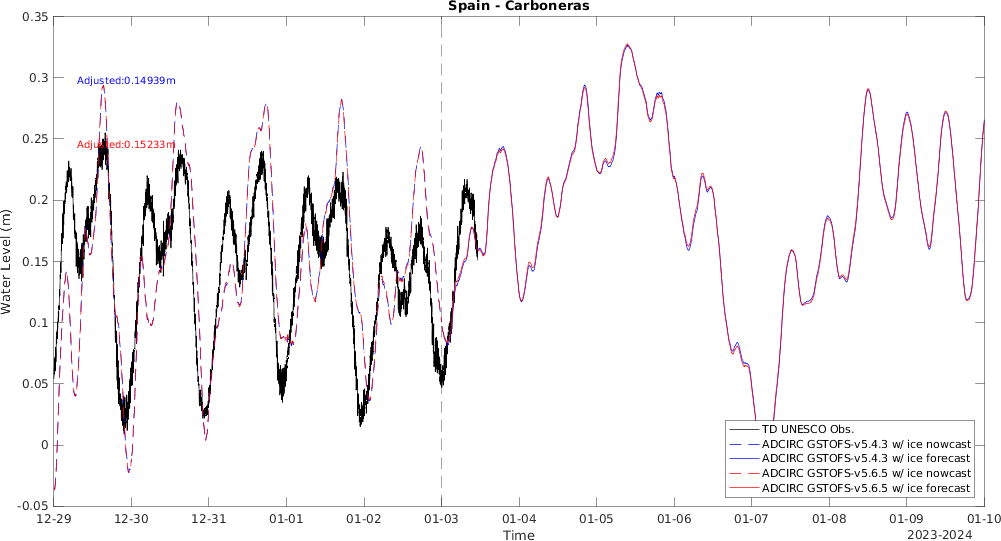 Spain - Carboneras
0.35
0.3
0.25
0.2
0.15
0.1
0.05
0
-0.05
Water Level (m)
Adjusted:0.14939m
Adjusted:0.15233m
TD UNESCO Obs.
ADCIRC GSTOFS-v5.4.3 w/ ice nowcast
ADCIRC GSTOFS-v5.4.3 w/ ice forecast
ADCIRC GSTOFS-v5.6.5 w/ ice nowcast
ADCIRC GSTOFS-v5.6.5 w/ ice forecast
12-29 12-30 12-31 01-01 01-02 01-03 01-04 01-05 01-06 01-07 01-08 01-09 01-10
Time
2023-2024